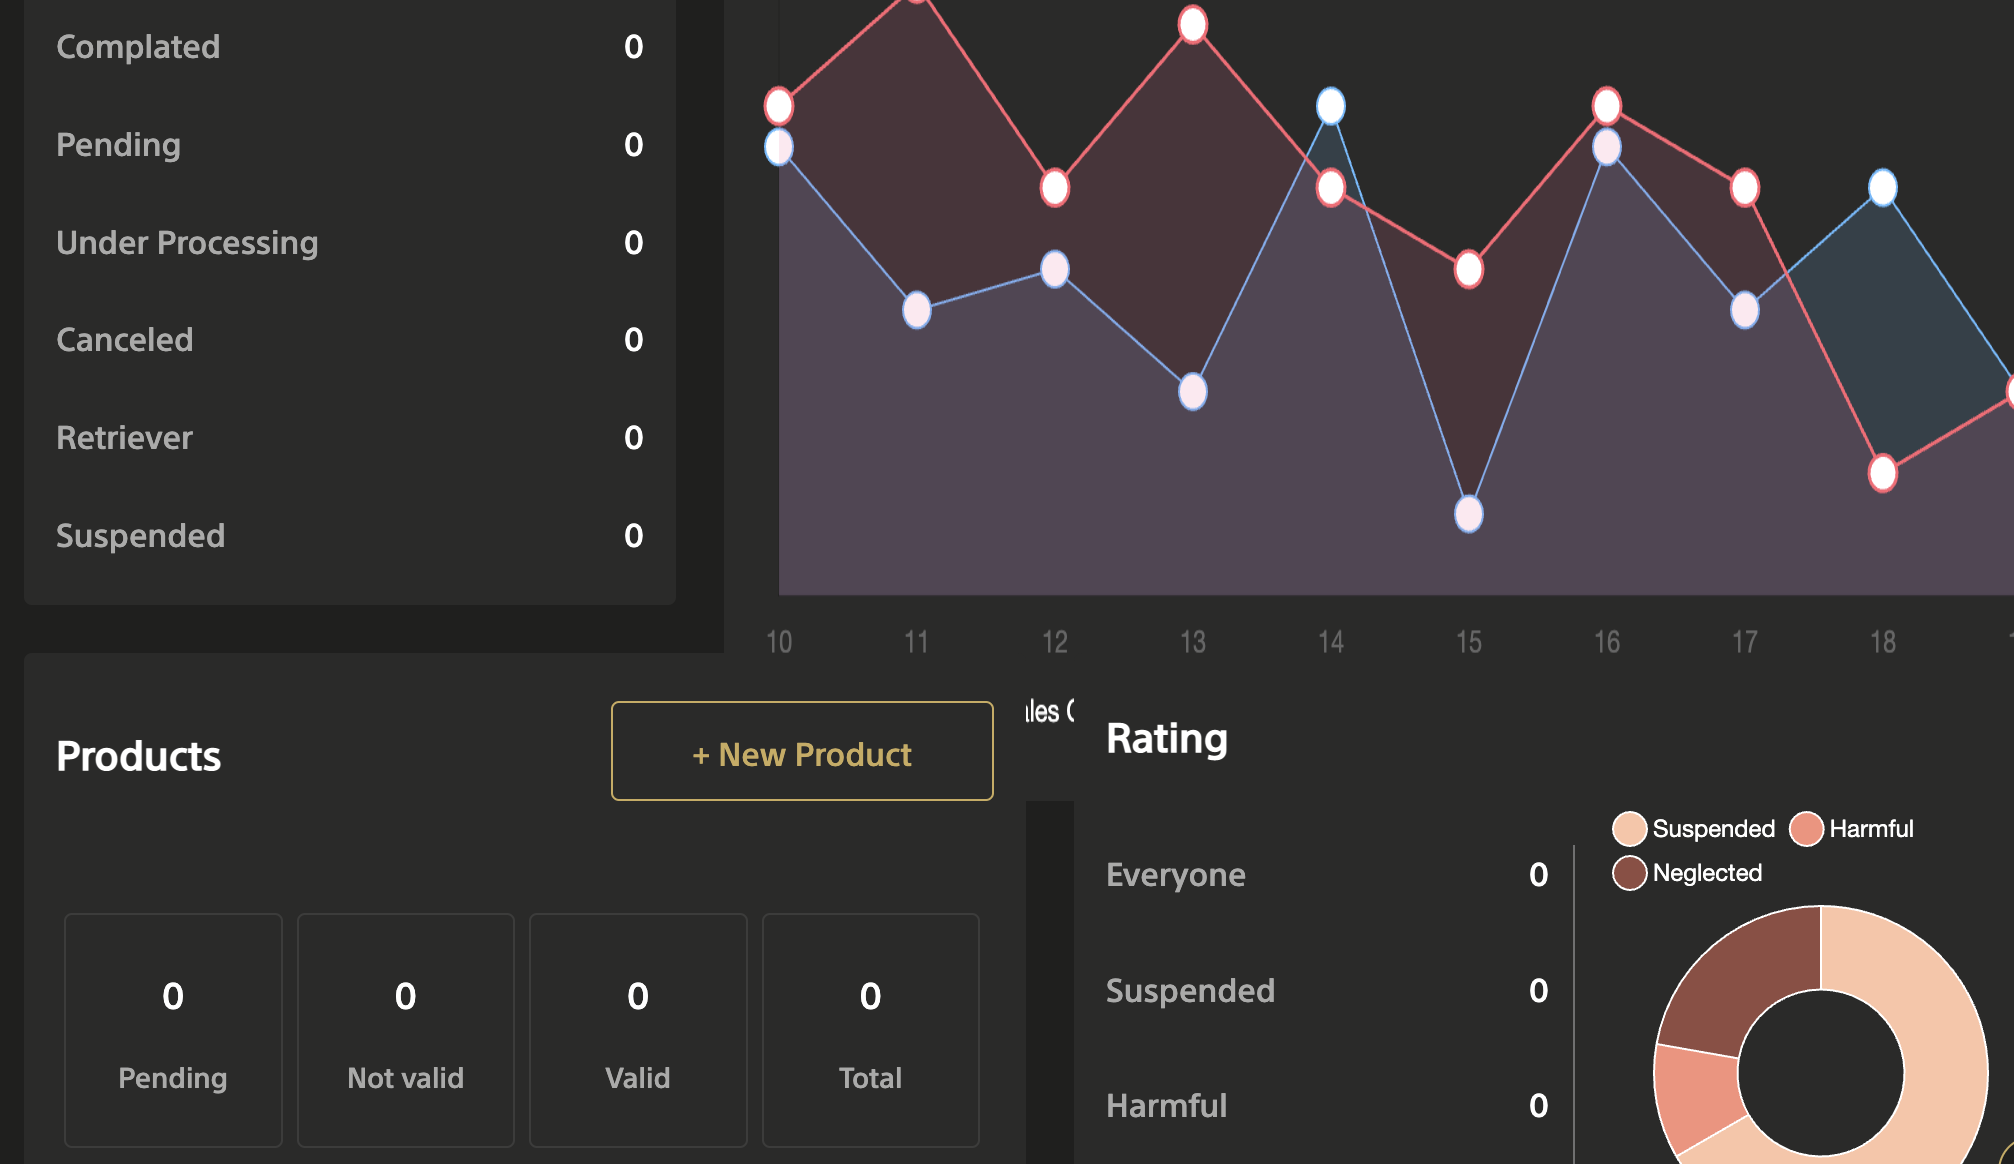 Complated 0
Pending 0
Under Processing 0
Canceled 0
Retriever 0
Suspended 0
10 11 12 13 14 15 16 17 18
Products
+ New Product
0 0 0 0
Pending Not valid Valid Total
Rating
Suspended Harmful
Neglected
Everyone 0
Suspended 0
Harmful 0